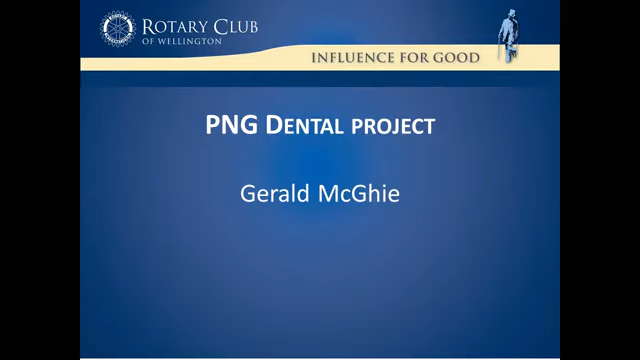 ROTARY CLUB
OF WELLINGTON
INFLUENCE FOR GOOD
PNG DENTAL PROJECT
Gerald McGhie